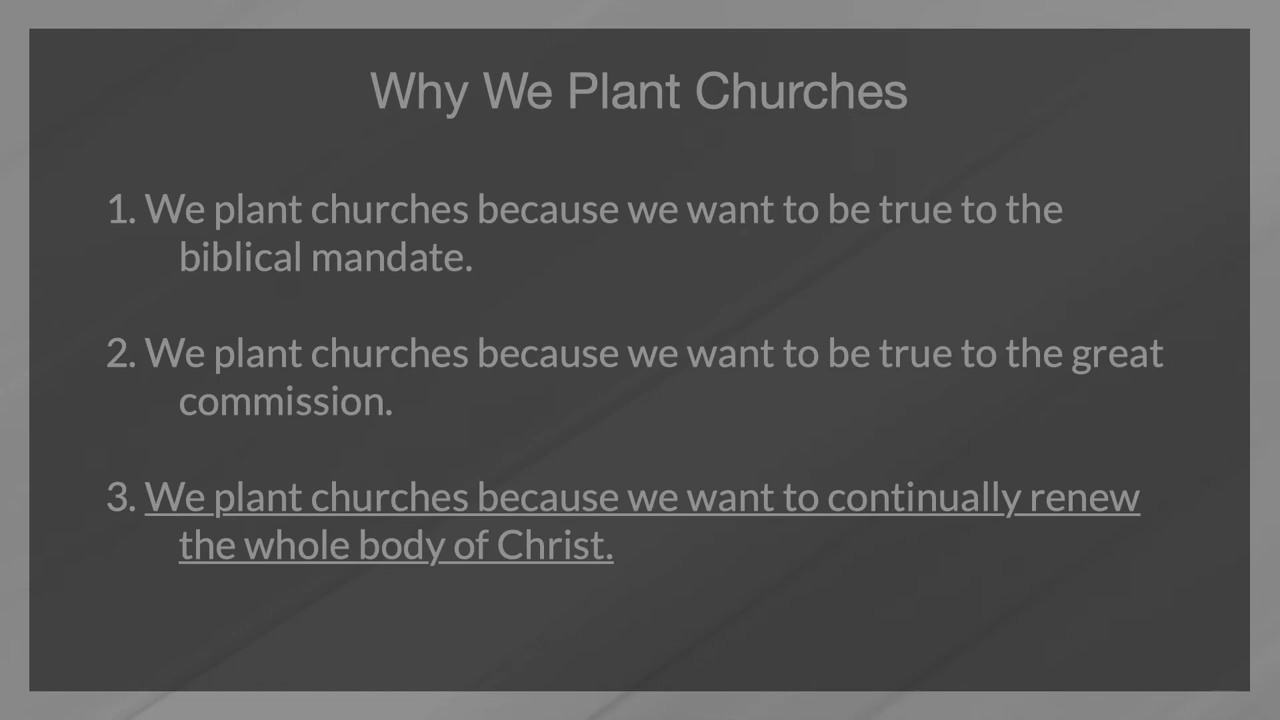 Why We Plant Churches
1. We plant churches because we want to be true to the
biblical mandate.
2. We plant churches because we want to be true to the great
commission.
3. We plant churches because we want to continually renew
the whole body of Christ.